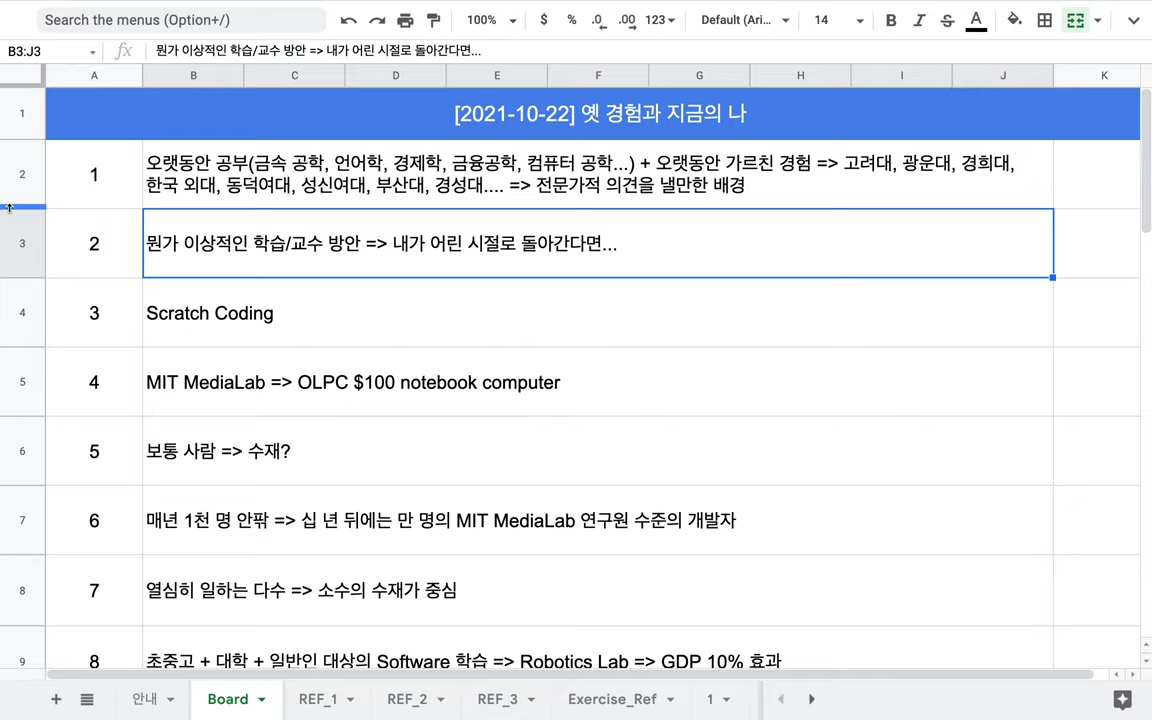 Search the menus (Option+/)
100%
$
%
.0
.00
123
Default (Ari...
14
B
I
S
A
B3:J3
fx
뭔가 이상적인 학습/교수 방안 => 내가 어린 시절로 돌아간다면...
A B C D E F G H I J K
1 [2021-10-22] 옛 경험과 지금의 나
2 1 오랫동안 공부(금속 공학, 언어학, 경제학, 금융공학, 컴퓨터 공학...) + 오랫동안 가르친 경험 => 고려대, 광운대, 경희대,
한국 외대, 동덕여대, 성신여대, 부산대, 경성대.... => 전문가적 의견을 낼만한 배경
3 2 뭔가 이상적인 학습/교수 방안 => 내가 어린 시절로 돌아간다면...
4 3 Scratch Coding
5 4 MIT MediaLab => OLPC $100 notebook computer
6 5 보통 사람 => 수재?
7 6 매년 1천 명 안팎 => 십 년 뒤에는 만 명의 MIT MediaLab 연구원 수준의 개발자
8 7 열심히 일하는 다수 => 소수의 수재가 중심
9 8 초중고 + 대학 + 일반인 대상의 Software 학습 => Robotics Lab => GDP 10% 효과
안내 Board REF_1 REF_2 REF_3 Exercise_Ref 1